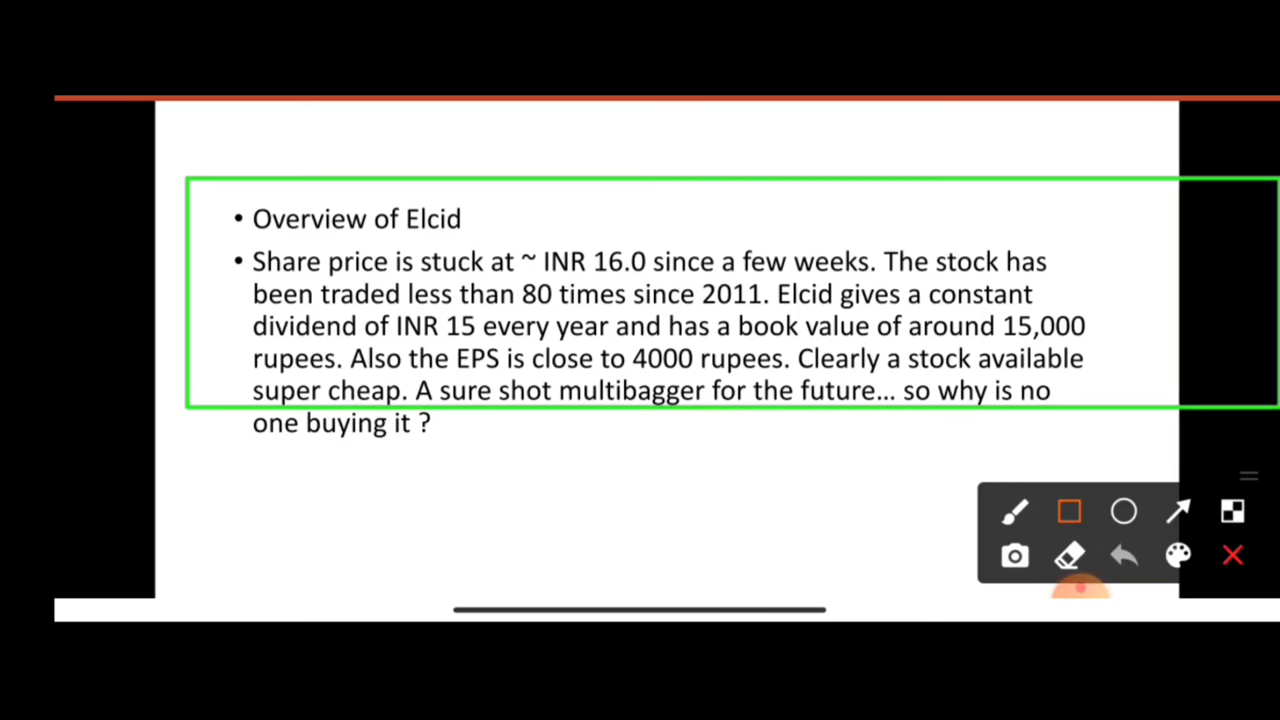 • Overview of Elcid
• Share price is stuck at ~ INR 16.0 since a few weeks. The stock has
been traded less than 80 times since 2011. Elcid gives a constant
dividend of INR 15 every year and has a book value of around 15,000
rupees. Also the EPS is close to 4000 rupees. Clearly a stock available
super cheap. A sure shot multibagger for the future... so why is no
one buying it ?